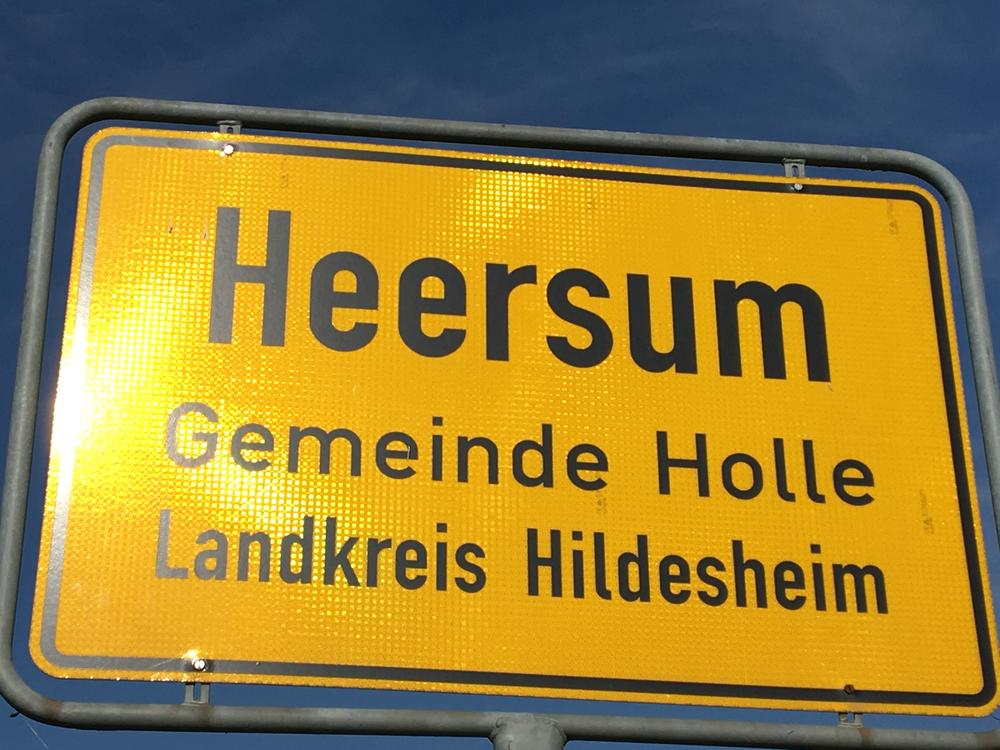 Heersum
Gemeinde Holle
Landkreis Hildesheim